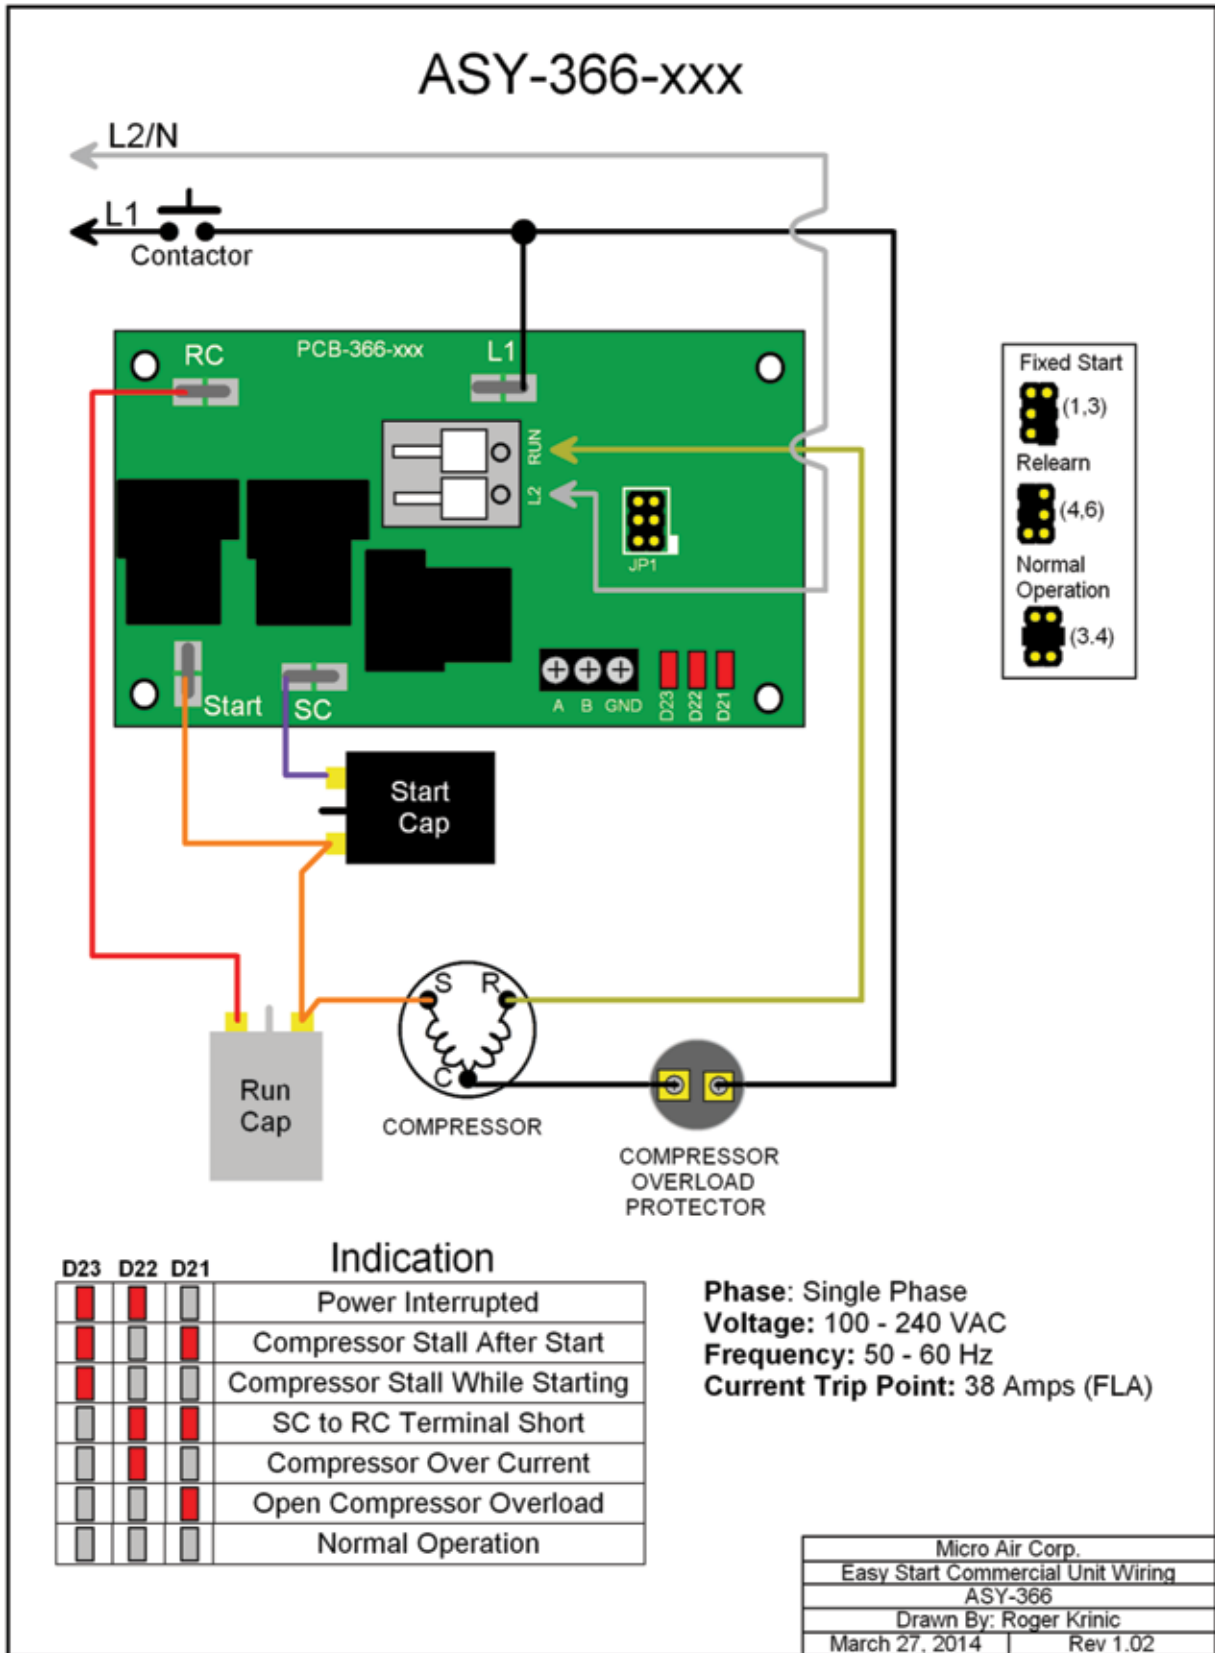 ASY-366-xxx
L2/N
L1
Contactor
RC
PCB-366-xxx
L1
RUN
L2
JP1
Start
SC
A B GND D23 D22 D21
Fixed Start
(1,3)
Relearn
(4,6)
Normal
Operation
(3.4)
Start
Cap
S R
C
Run
Cap
COMPRESSOR
COMPRESSOR
OVERLOAD
PROTECTOR
D23 D22 D21 Indication
Power Interrupted
Compressor Stall After Start
Compressor Stall While Starting
SC to RC Terminal Short
Compressor Over Current
Open Compressor Overload
Normal Operation
Phase: Single Phase
Voltage: 100 - 240 VAC
Frequency: 50 - 60 Hz
Current Trip Point: 38 Amps (FLA)
Micro Air Corp.
Easy Start Commercial Unit Wiring
ASY-366
Drawn By: Roger Krinic
March 27, 2014 Rev 1.02